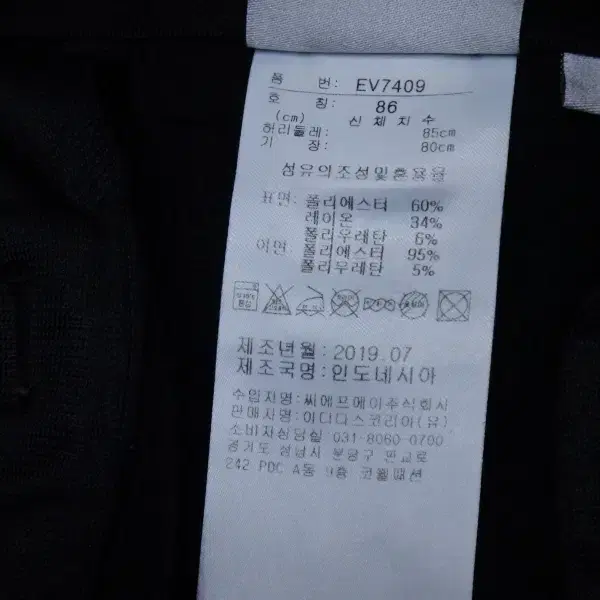 품 번: EV7409
호 칭: 86
(cm) 신 체 치 수
허리둘레: 85cm
기 장: 80cm
섬유의조성및혼용율
표면: 폴리에스터 60%
레이온 34%
폴리우레탄 6%
이면: 폴리에스터 95%
폴리우레탄 5%
제조년월: 2019.07
제조국명: 인도네시아
수입자명:씨에프에이주식회사
판매자명:아디다스코리아(유)
소비자상담실 031-8060-0700
경기도 성남시 분당구 판교로
242 PDC A동 9층 코웰패션